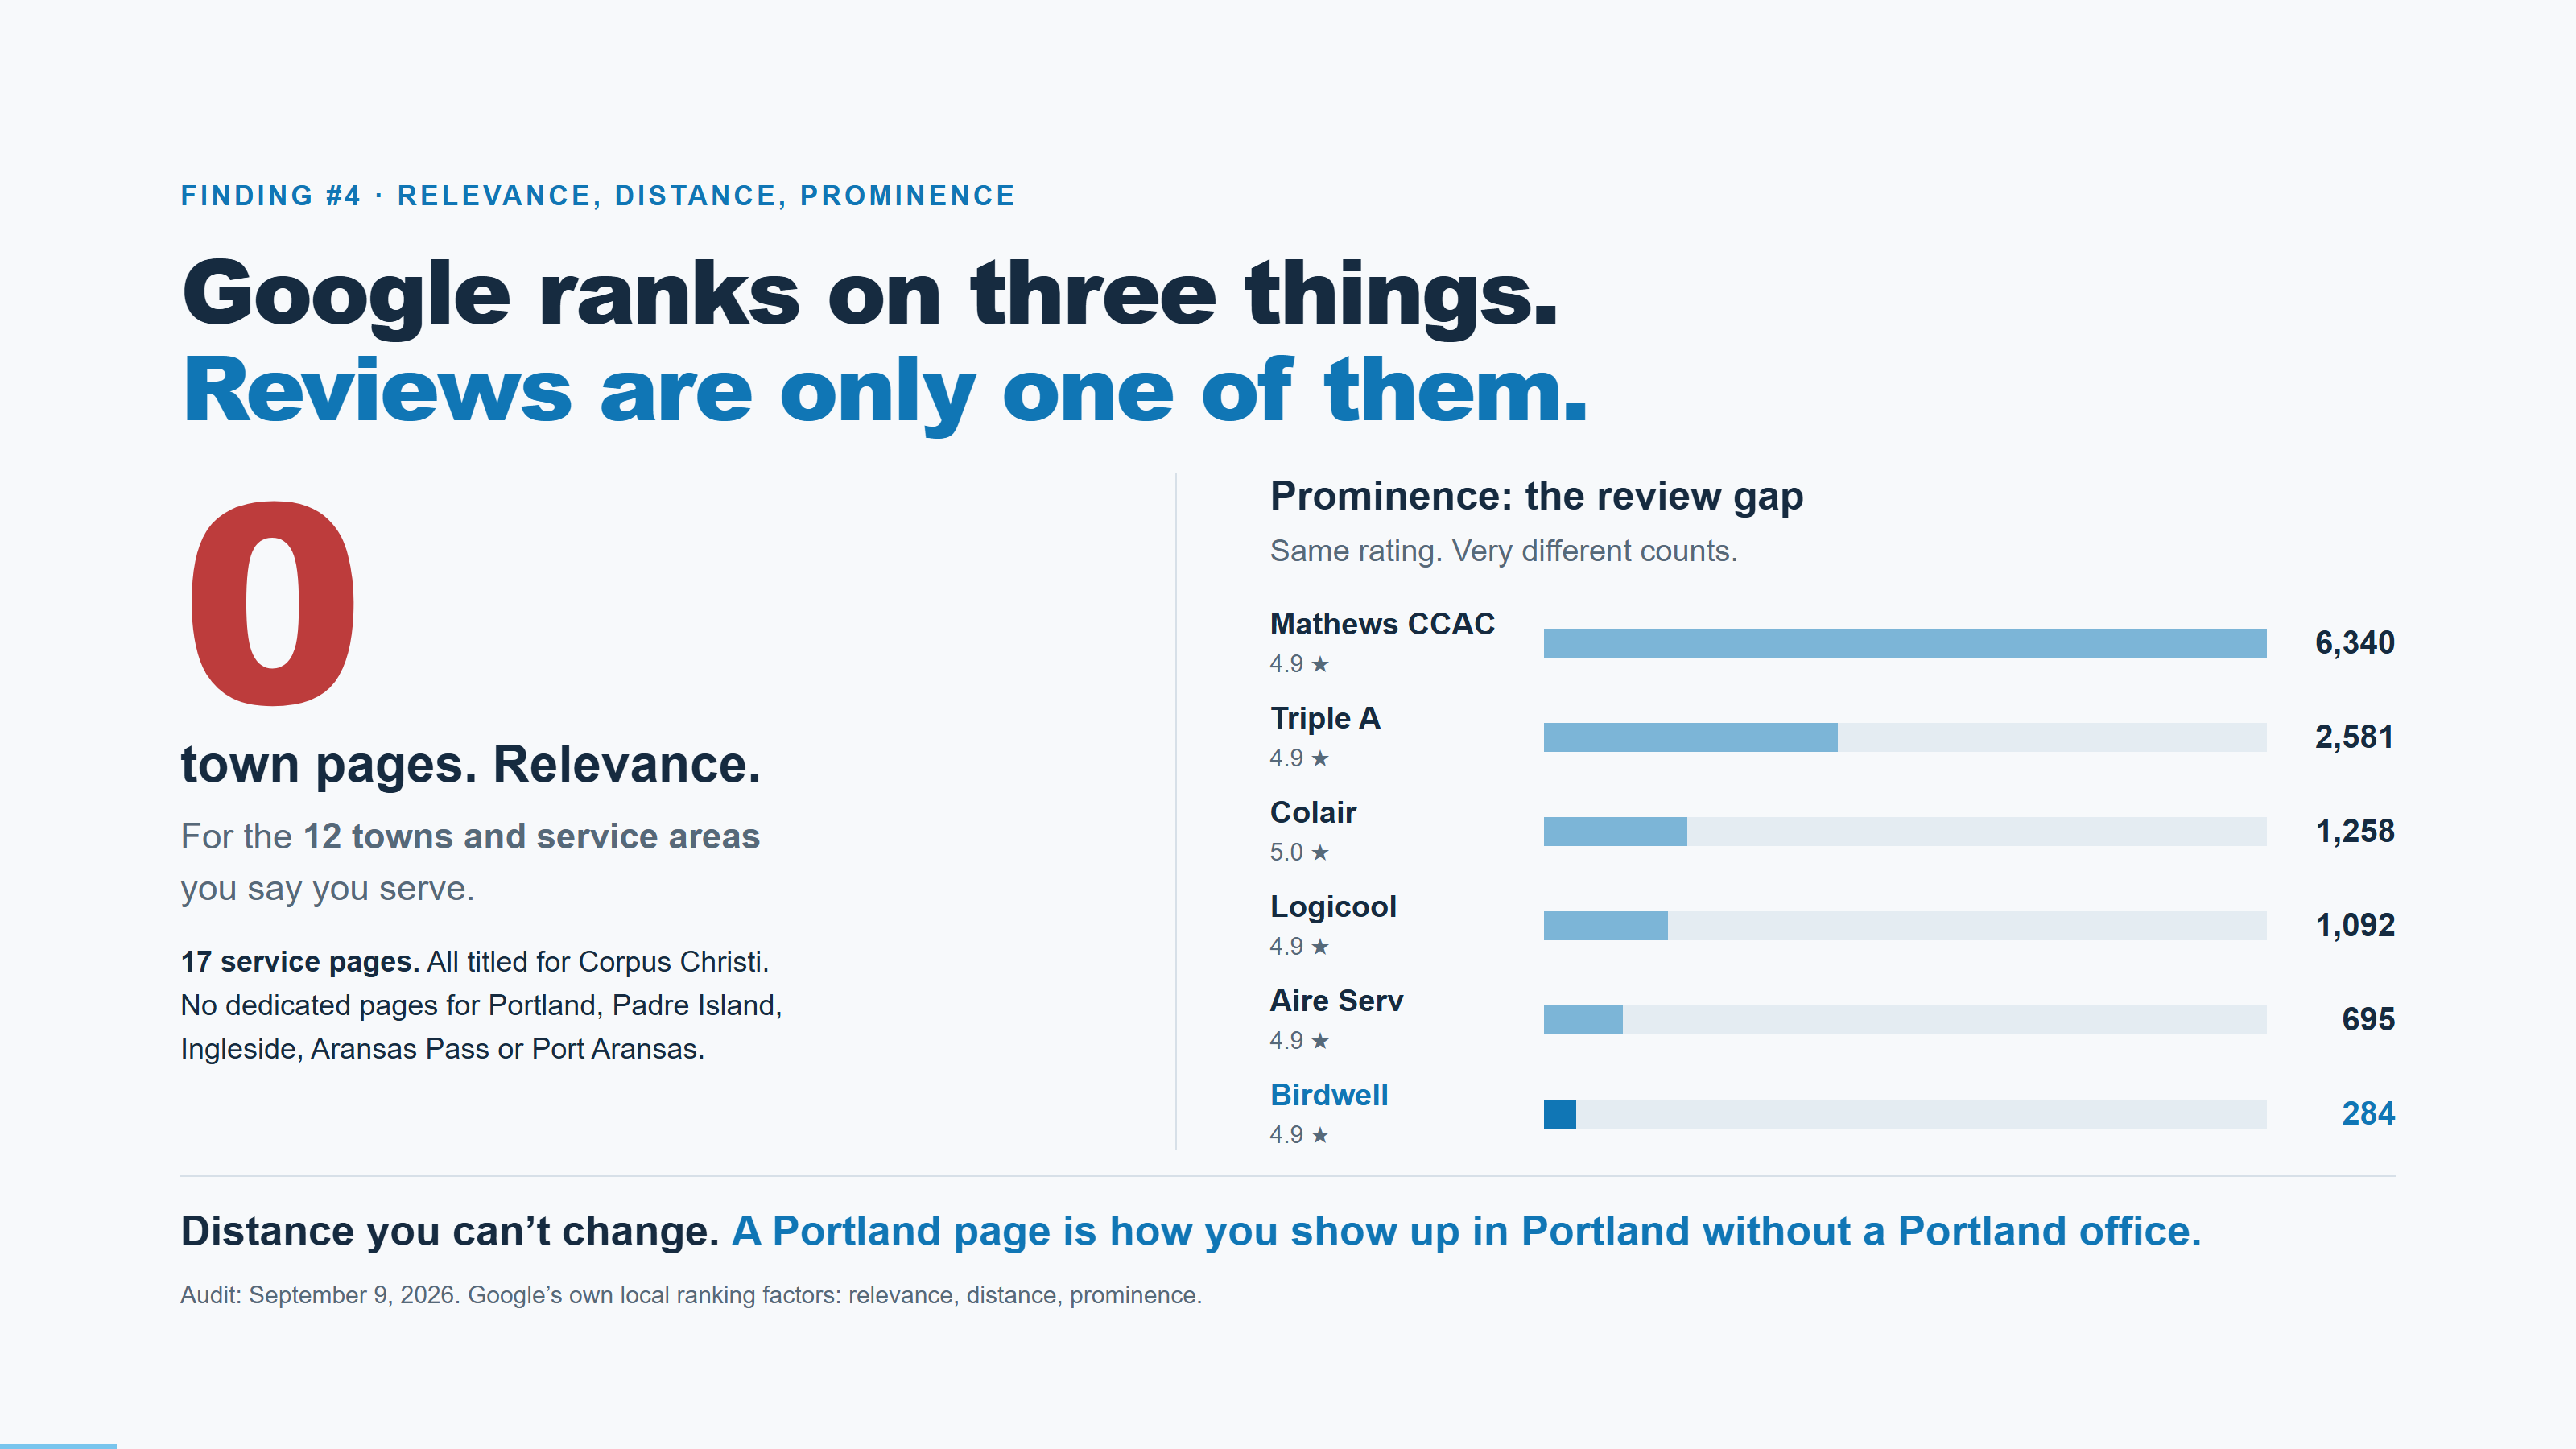 FINDING #4 · RELEVANCE, DISTANCE, PROMINENCE
Google ranks on three things.
Reviews are only one of them.
0
town pages. Relevance.
For the 12 towns and service areas
you say you serve.
17 service pages. All titled for Corpus Christi.
No dedicated pages for Portland, Padre Island,
Ingleside, Aransas Pass or Port Aransas.
Prominence: the review gap
Same rating. Very different counts.
Mathews CCAC
4.9 ★
6,340
Triple A
4.9 ★
2,581
Colair
5.0 ★
1,258
Logicool
4.9 ★
1,092
Aire Serv
4.9 ★
695
Birdwell
4.9 ★
284
Distance you can’t change. A Portland page is how you show up in Portland without a Portland office.
Audit: September 9, 2026. Google’s own local ranking factors: relevance, distance, prominence.